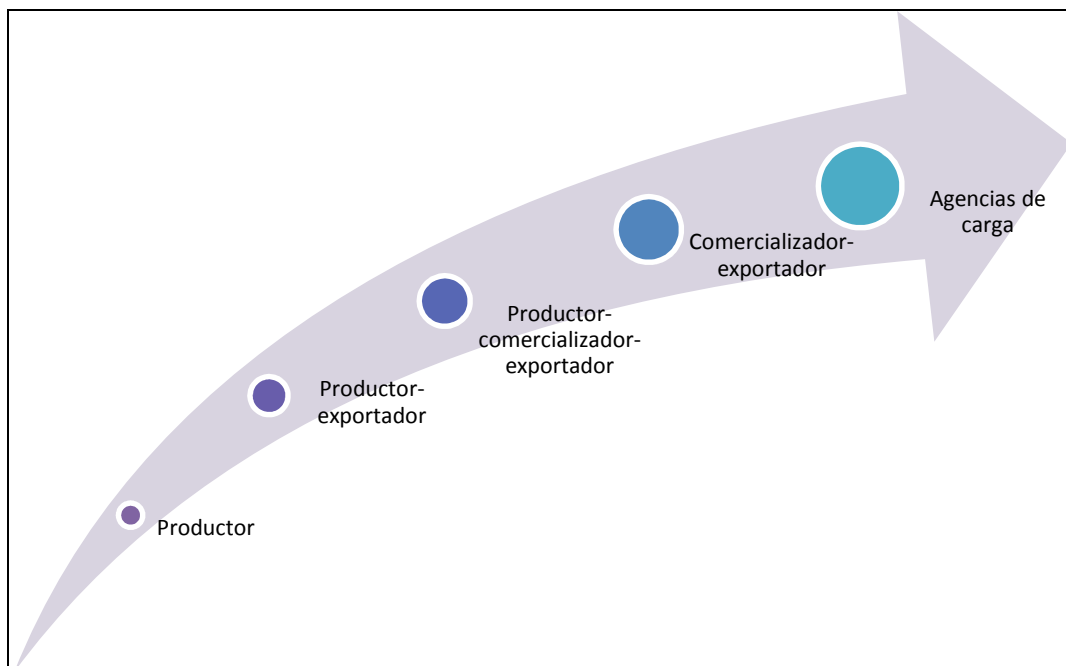 Agencias de
carga
Comercializador-
exportador
Productor-
comercializador-
exportador
Productor-
exportador
Productor